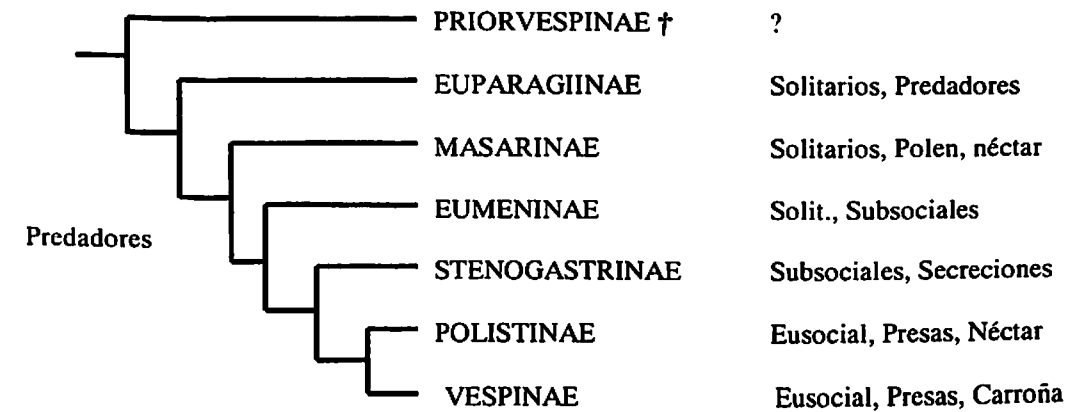 PRIORVESPINAE † ?
EUPARAGIINAE Solitarios, Predadores
MASARINAE Solitarios, Polen, néctar
EUMENINAE Solit., Subsociales
Predadores
STENOGASTRINAE Subsociales, Secreciones
POLISTINAE Eusocial, Presas, Néctar
VESPINAE Eusocial, Presas, Carroña